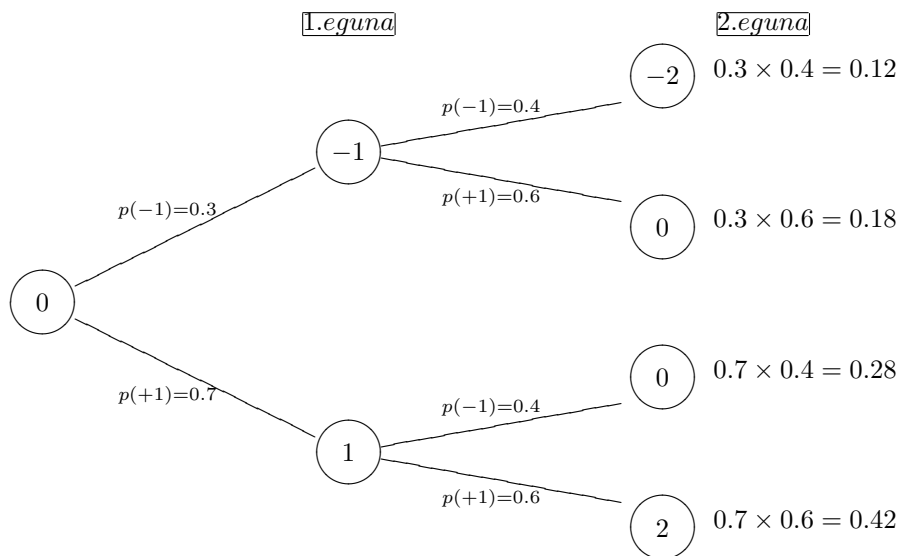 1.eguna 2.eguna
−2 0.3 × 0.4 = 0.12
p(−1)=0.4
−1
p(+1)=0.6
p(−1)=0.3
0 0.3 × 0.6 = 0.18
0
0 0.7 × 0.4 = 0.28
p(+1)=0.7
p(−1)=0.4
1
p(+1)=0.6
2 0.7 × 0.6 = 0.42